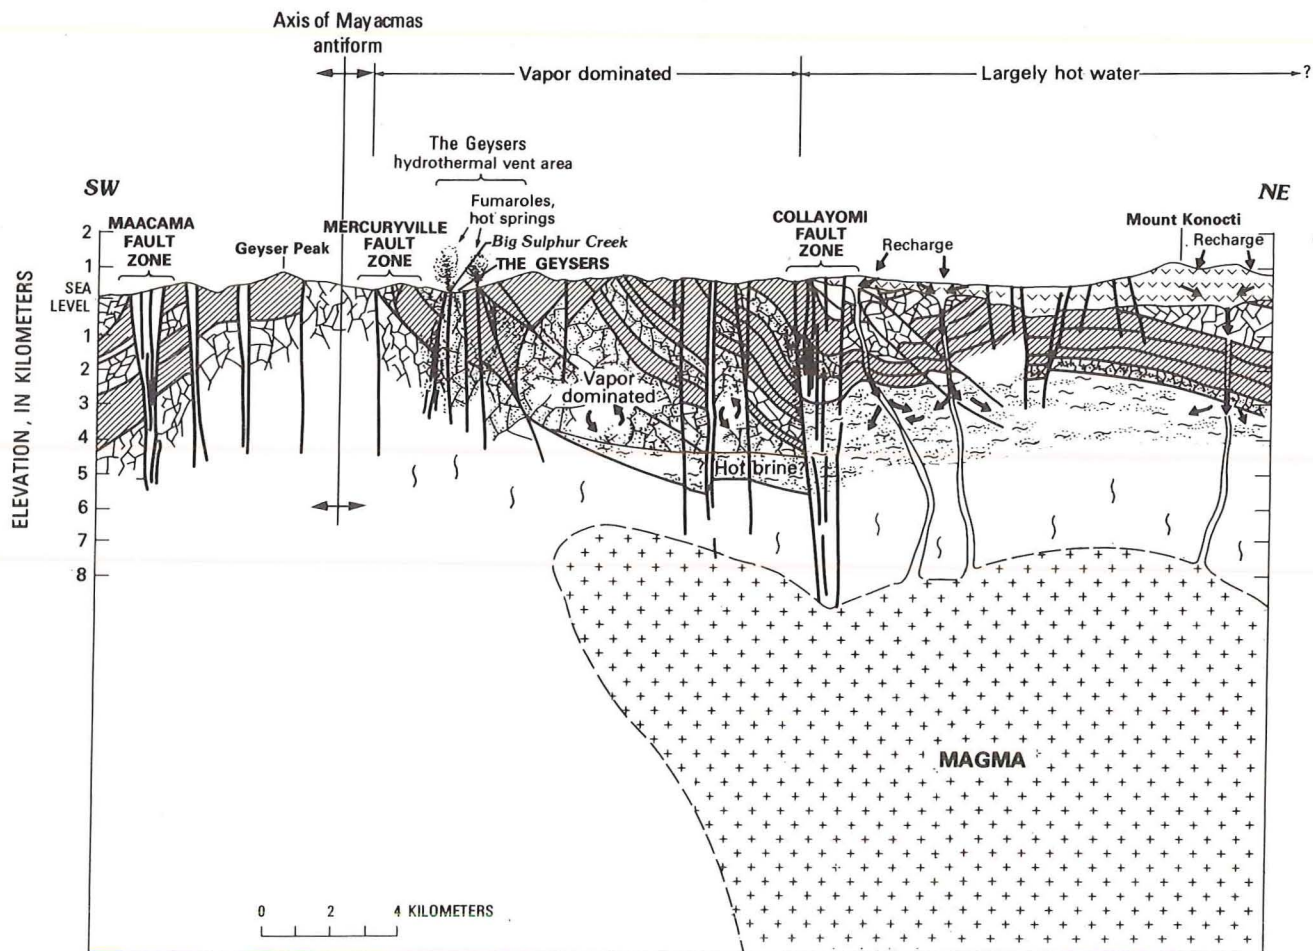 Axis of Mayacmas
antiform
Vapor dominated
Largely hot water
?
The Geysers
hydrothermal vent area
SW
NE
Fumaroles,
hot springs
MAACAMA
FAULT
ZONE
Geyser Peak
MERCURYVILLE
FAULT
ZONE
Big Sulphur Creek
THE GEYSERS
COLLAYOMI
FAULT
ZONE
Recharge
Mount Konocti
Recharge
ELEVATION, IN KILOMETERS
2
1
SEA
LEVEL
1
2
3
4
5
6
7
8
Vapor
dominated
? Hot brine?
MAGMA
0 2 4 KILOMETERS